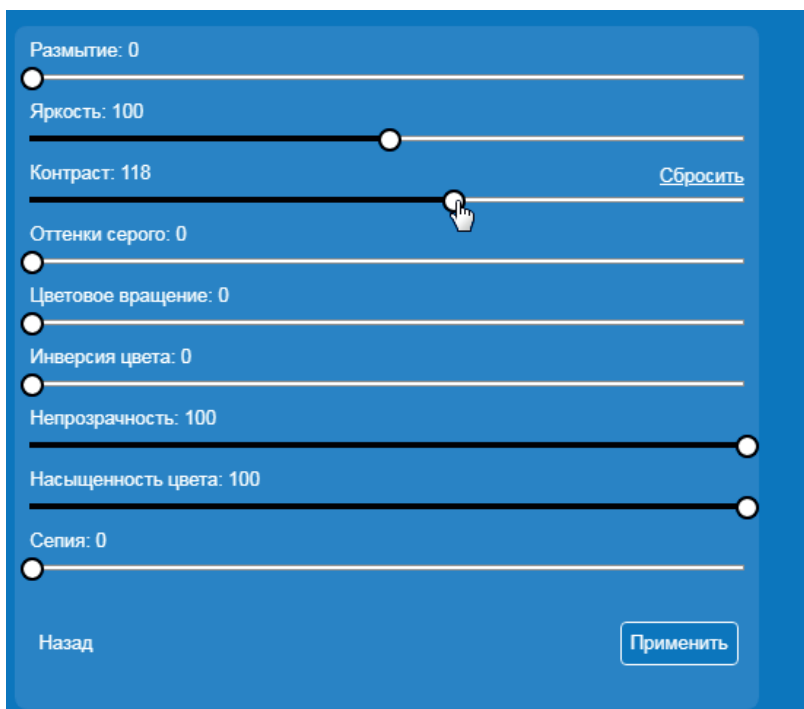 Размытие: 0
Яркость: 100
Контраст: 118 Сбросить
Оттенки серого: 0
Цветовое вращение: 0
Инверсия цвета: 0
Непрозрачность: 100
Насыщенность цвета: 100
Сепия: 0
Назад Применить